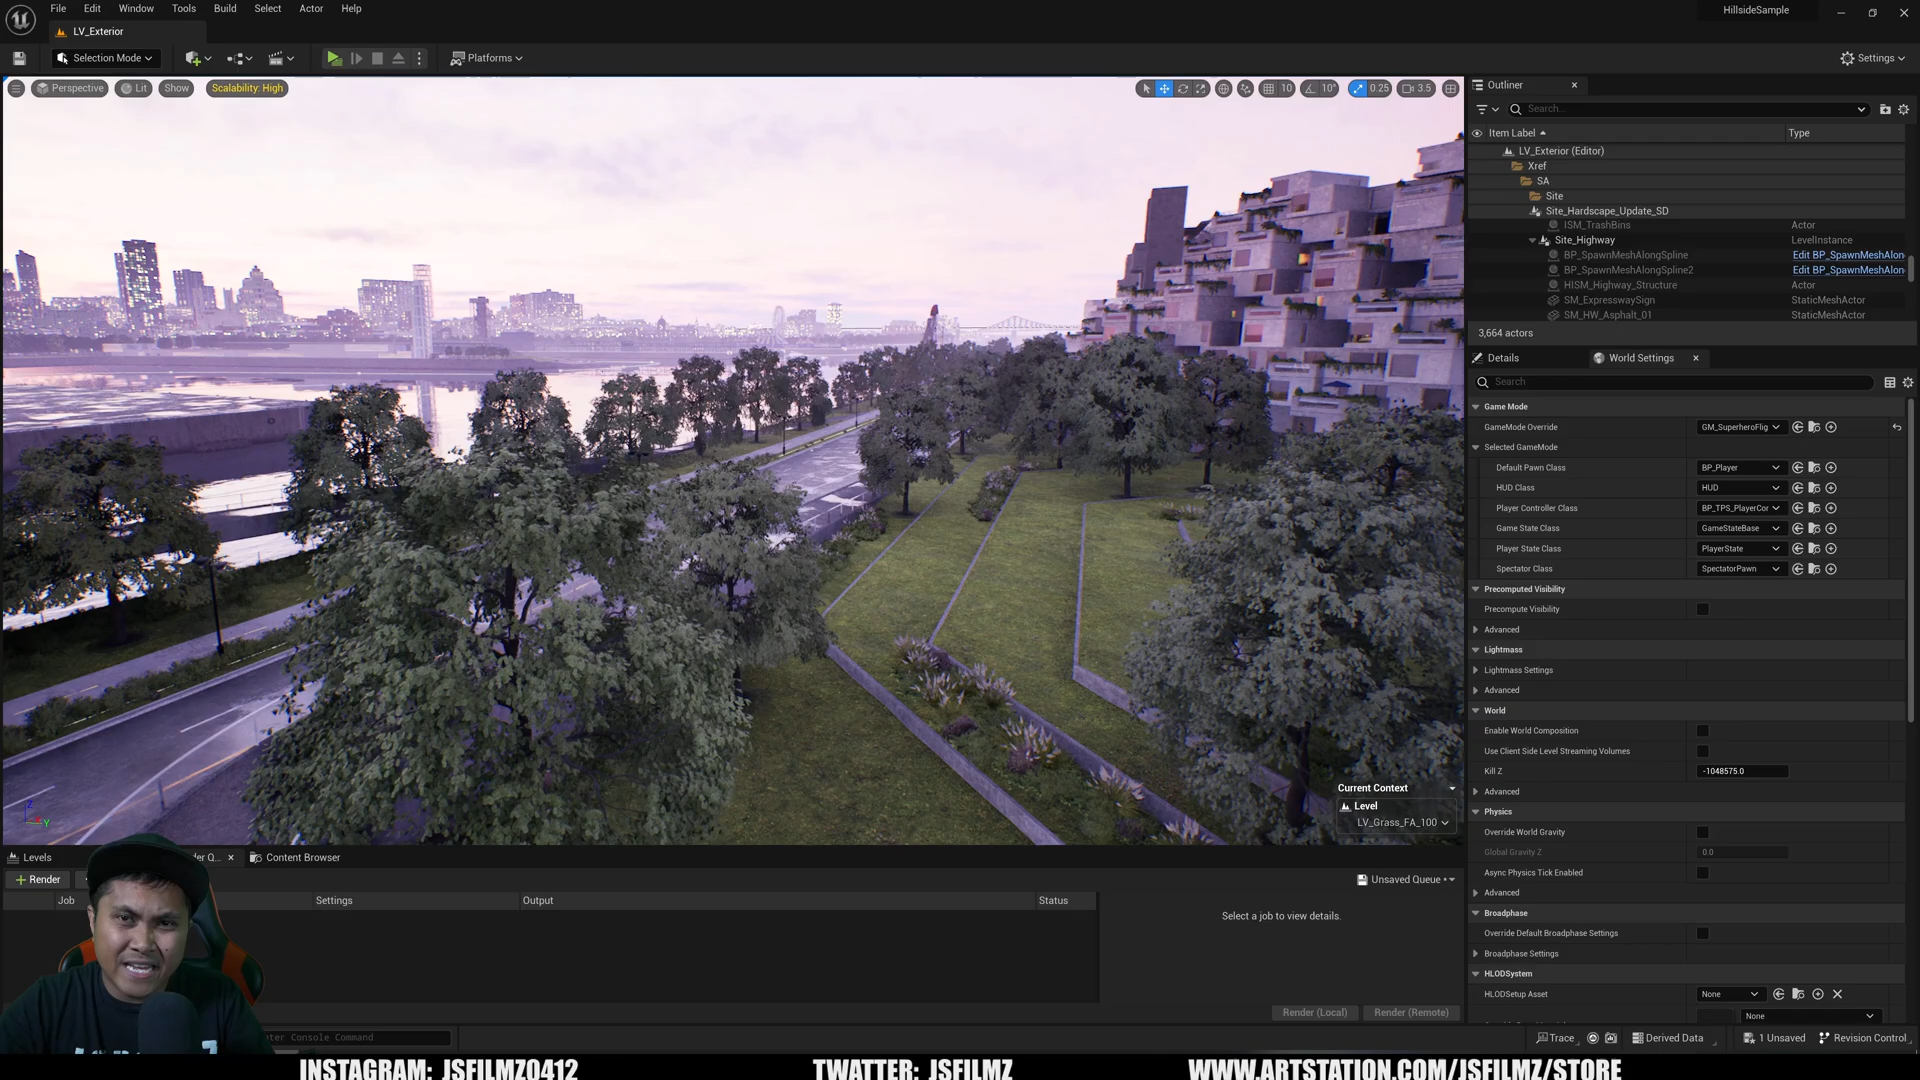 File Edit Window Tools Build Select Actor Help
HillsideSample
LV_Exterior
Selection Mode
Platforms
Settings
Perspective Lit Show Scalability: High
10 10° 0.25 3.5
Outliner
Search...
Item Label Type
LV_Exterior (Editor)
Xref
SA
Site
Site_Hardscape_Update_SD
ISM_TrashBins Actor
Site_Highway LevelInstance
BP_SpawnMeshAlongSpline Edit BP_SpawnMeshAlon
BP_SpawnMeshAlongSpline2 Edit BP_SpawnMeshAlon
HISM_Highway_Structure Actor
SM_ExpresswaySign StaticMeshActor
SM_HW_Asphalt_01 StaticMeshActor
3,664 actors
Details World Settings
Search
Game Mode
GameMode Override GM_SuperheroFlig
Selected GameMode
Default Pawn Class BP_Player
HUD Class HUD
Player Controller Class BP_TPS_PlayerCor
Game State Class GameStateBase
Player State Class PlayerState
Spectator Class SpectatorPawn
Precomputed Visibility
Precompute Visibility
Advanced
Lightmass
Lightmass Settings
Advanced
World
Enable World Composition
Use Client Side Level Streaming Volumes
Kill Z -1048575.0
Advanced
Physics
Override World Gravity
Global Gravity Z 0.0
Async Physics Tick Enabled
Advanced
Broadphase
Override Default Broadphase Settings
Broadphase Settings
HLODSystem
HLODSetup Asset None
None
Z
Y
Current Context
Level
LV_Grass_FA_100
Levels der Q... Content Browser
Render
Unsaved Queue •
Job Settings Output Status
Select a job to view details.
Render (Local) Render (Remote)
nter Console Command
Trace Derived Data 1 Unsaved Revision Control
INSTAGRAM: JSFILMZ0412 TWATTER: JSFILMZ WWW.ARTSTATION.COM/JSFILMZ/STORE